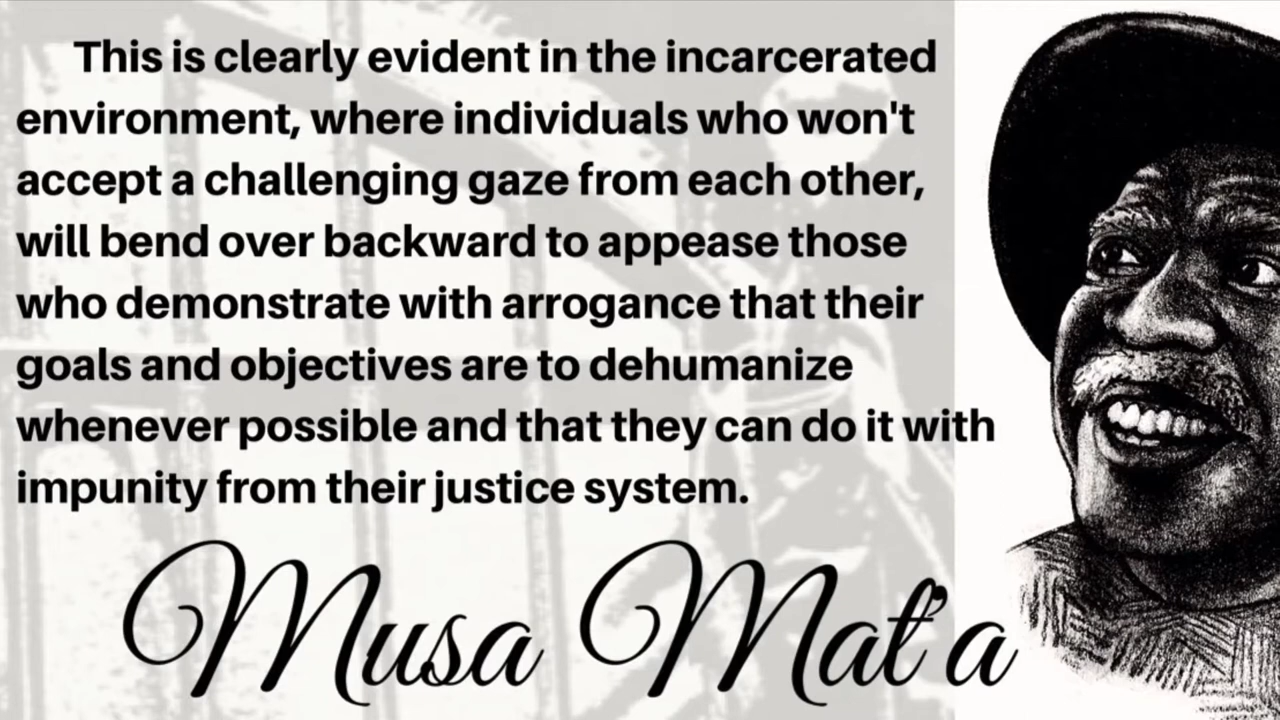 This is clearly evident in the incarcerated
environment, where individuals who won't
accept a challenging gaze from each other,
will bend over backward to appease those
who demonstrate with arrogance that their
goals and objectives are to dehumanize
whenever possible and that they can do it with
impunity from their justice system.
Musa Mat'a